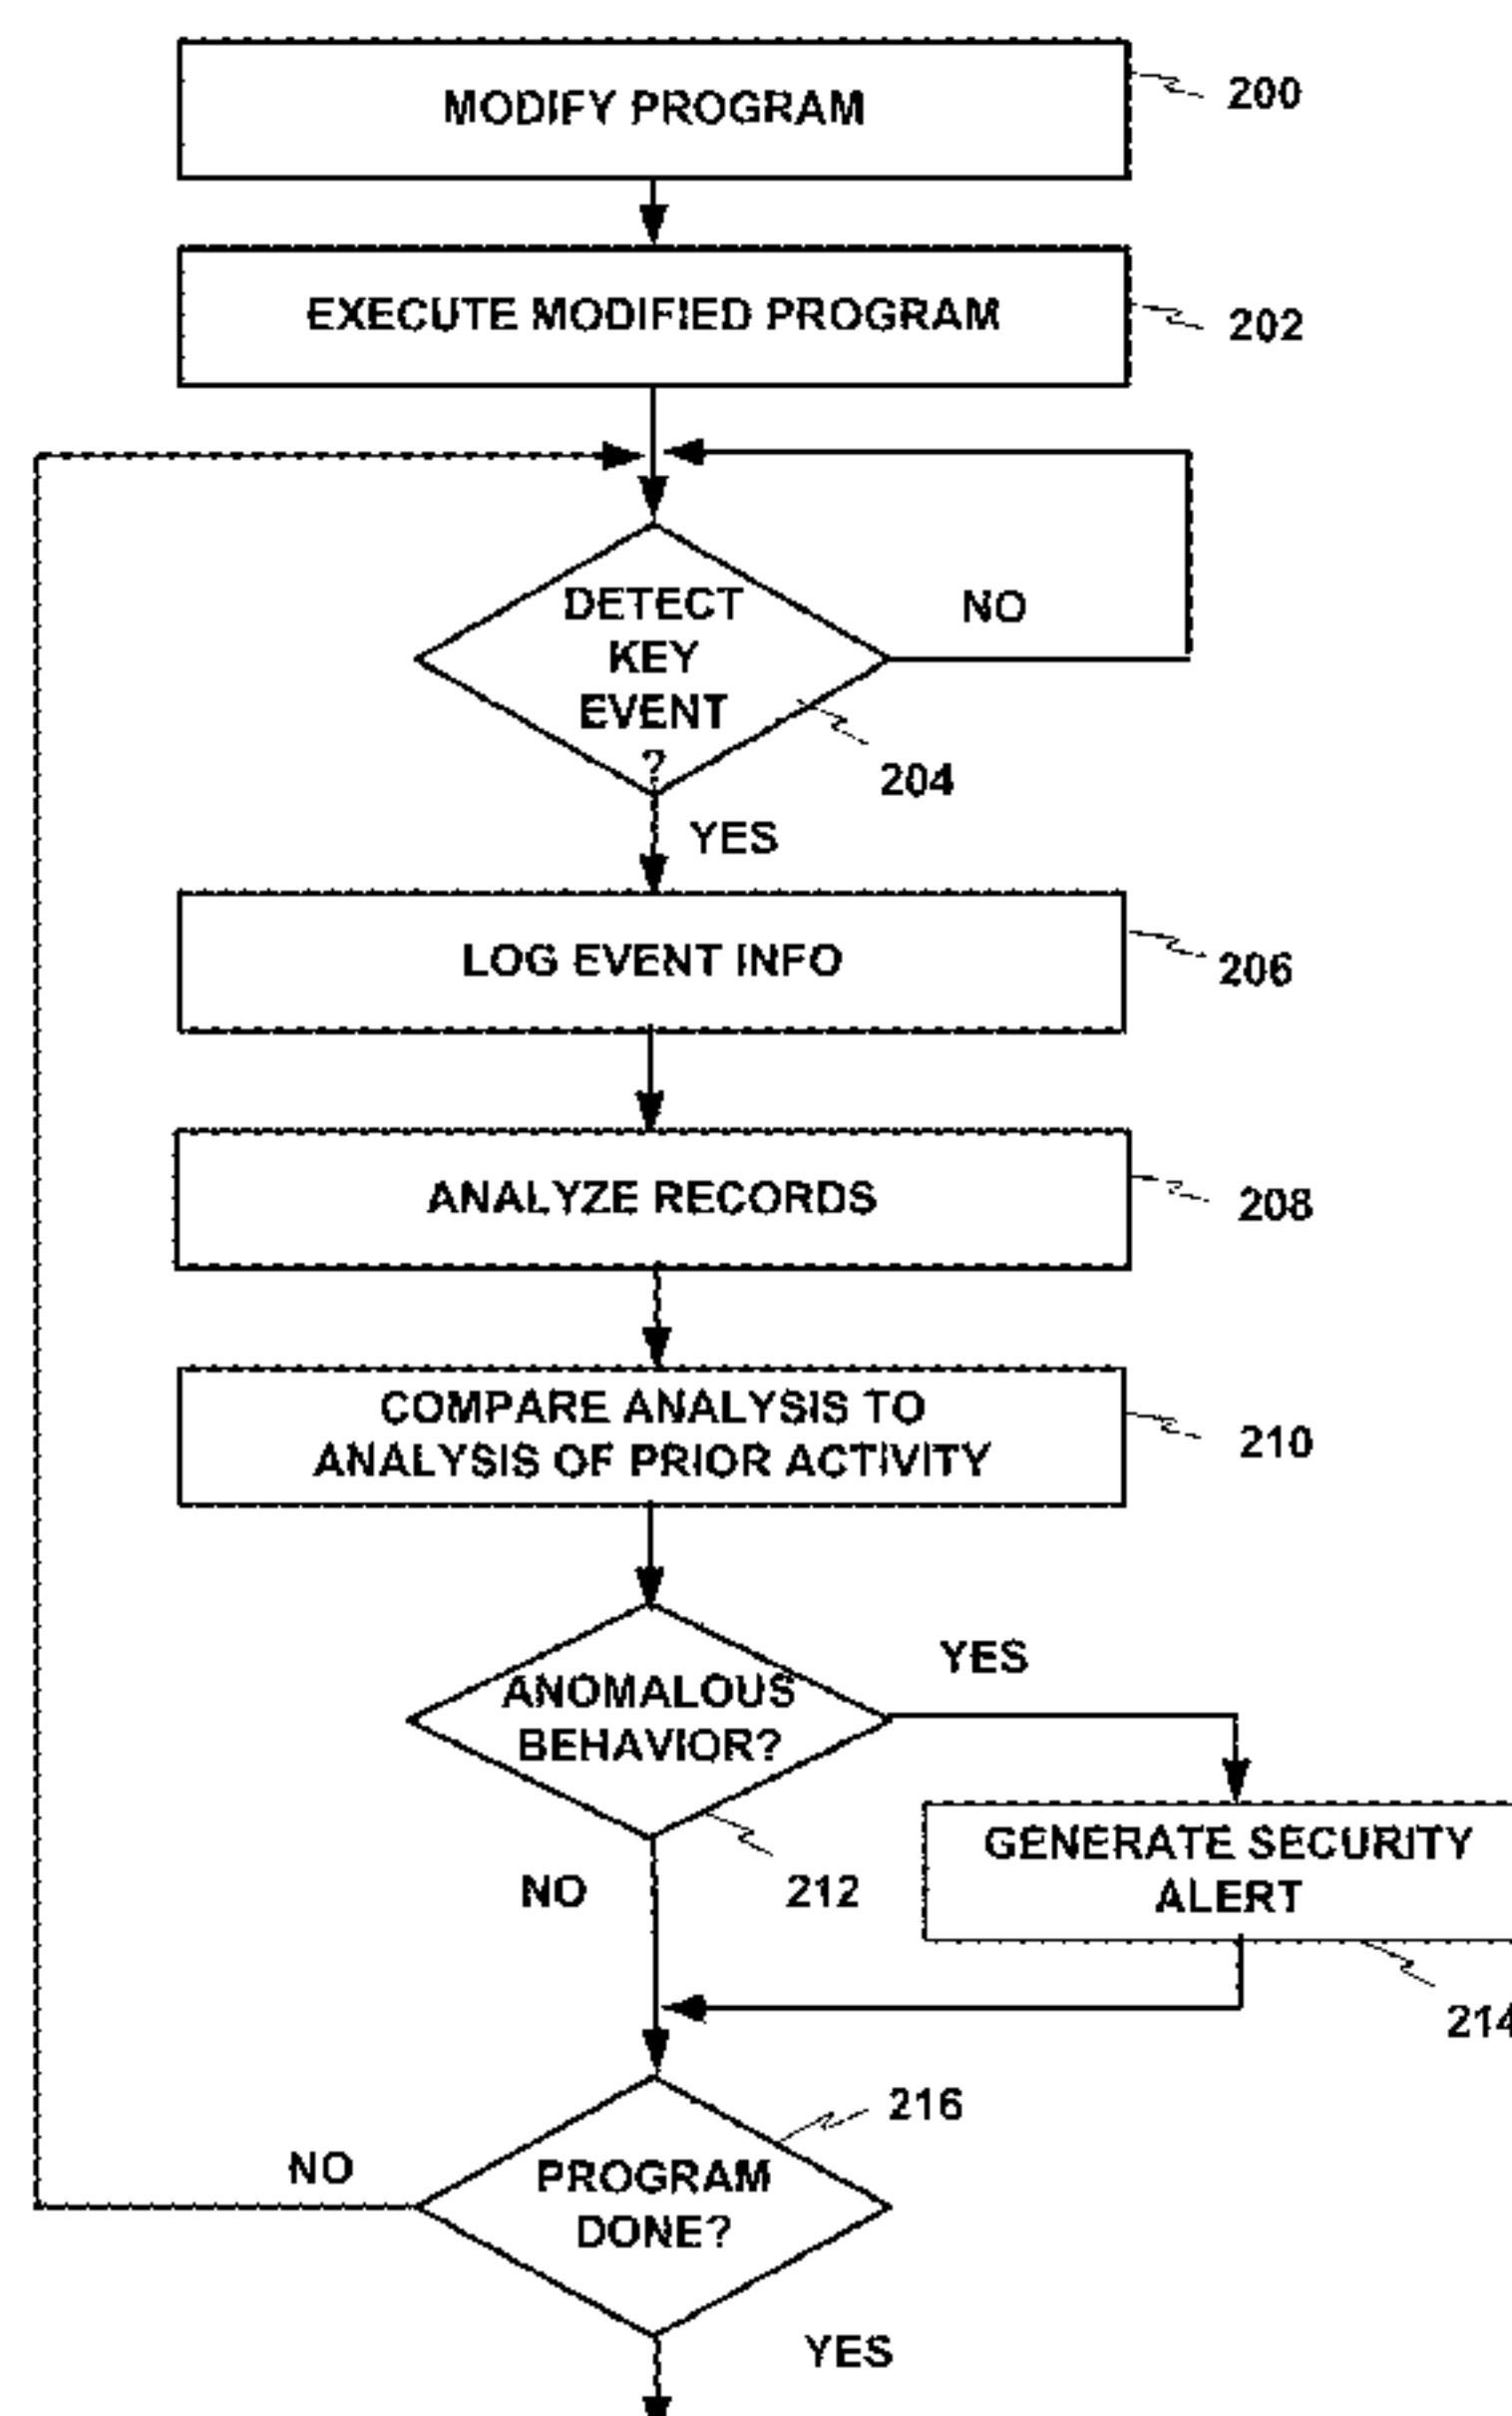 MODIFY PROGRAM
200
EXECUTE MODIFIED PROGRAM
202
DETECT
KEY
EVENT
?
NO
204
YES
LOG EVENT INFO
206
ANALYZE RECORDS
208
COMPARE ANALYSIS TO
ANALYSIS OF PRIOR ACTIVITY
210
ANOMALOUS
BEHAVIOR?
YES
212
NO
GENERATE SECURITY
ALERT
214
216
PROGRAM
DONE?
NO
YES